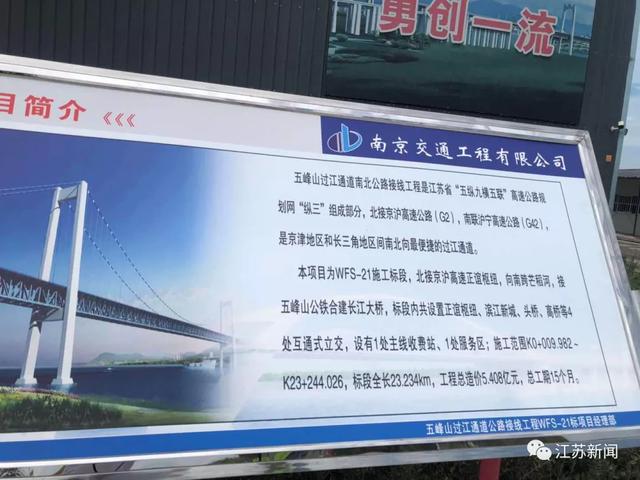 勇创一流
目简介 《《《
南京交通工程有限公司
五峰山过江通道南北公路接线工程是江苏省“五纵九横五联”高速公路规
划网“纵三”组成部分，北接京沪高速公路（G2），南联沪宁高速公路（G42），
是京津地区和长三角地区间南北向最便捷的过江通道。
本项目为WFS-21施工标段，北接京沪高速正谊枢纽，向南跨芒稻河，接
五峰山公铁合建长江大桥，标段内共设置正谊枢纽、滨江新城、头桥、高桥等4
处互通式立交，设有1处主线收费站、1处服务区；施工范围K0+009.982~
K23+244.026，标段全长23.234km，工程总造价5.408亿元，总工期15个月。
五峰山过江通道公路接线工程WFS-21标项目经理部
江苏新闻